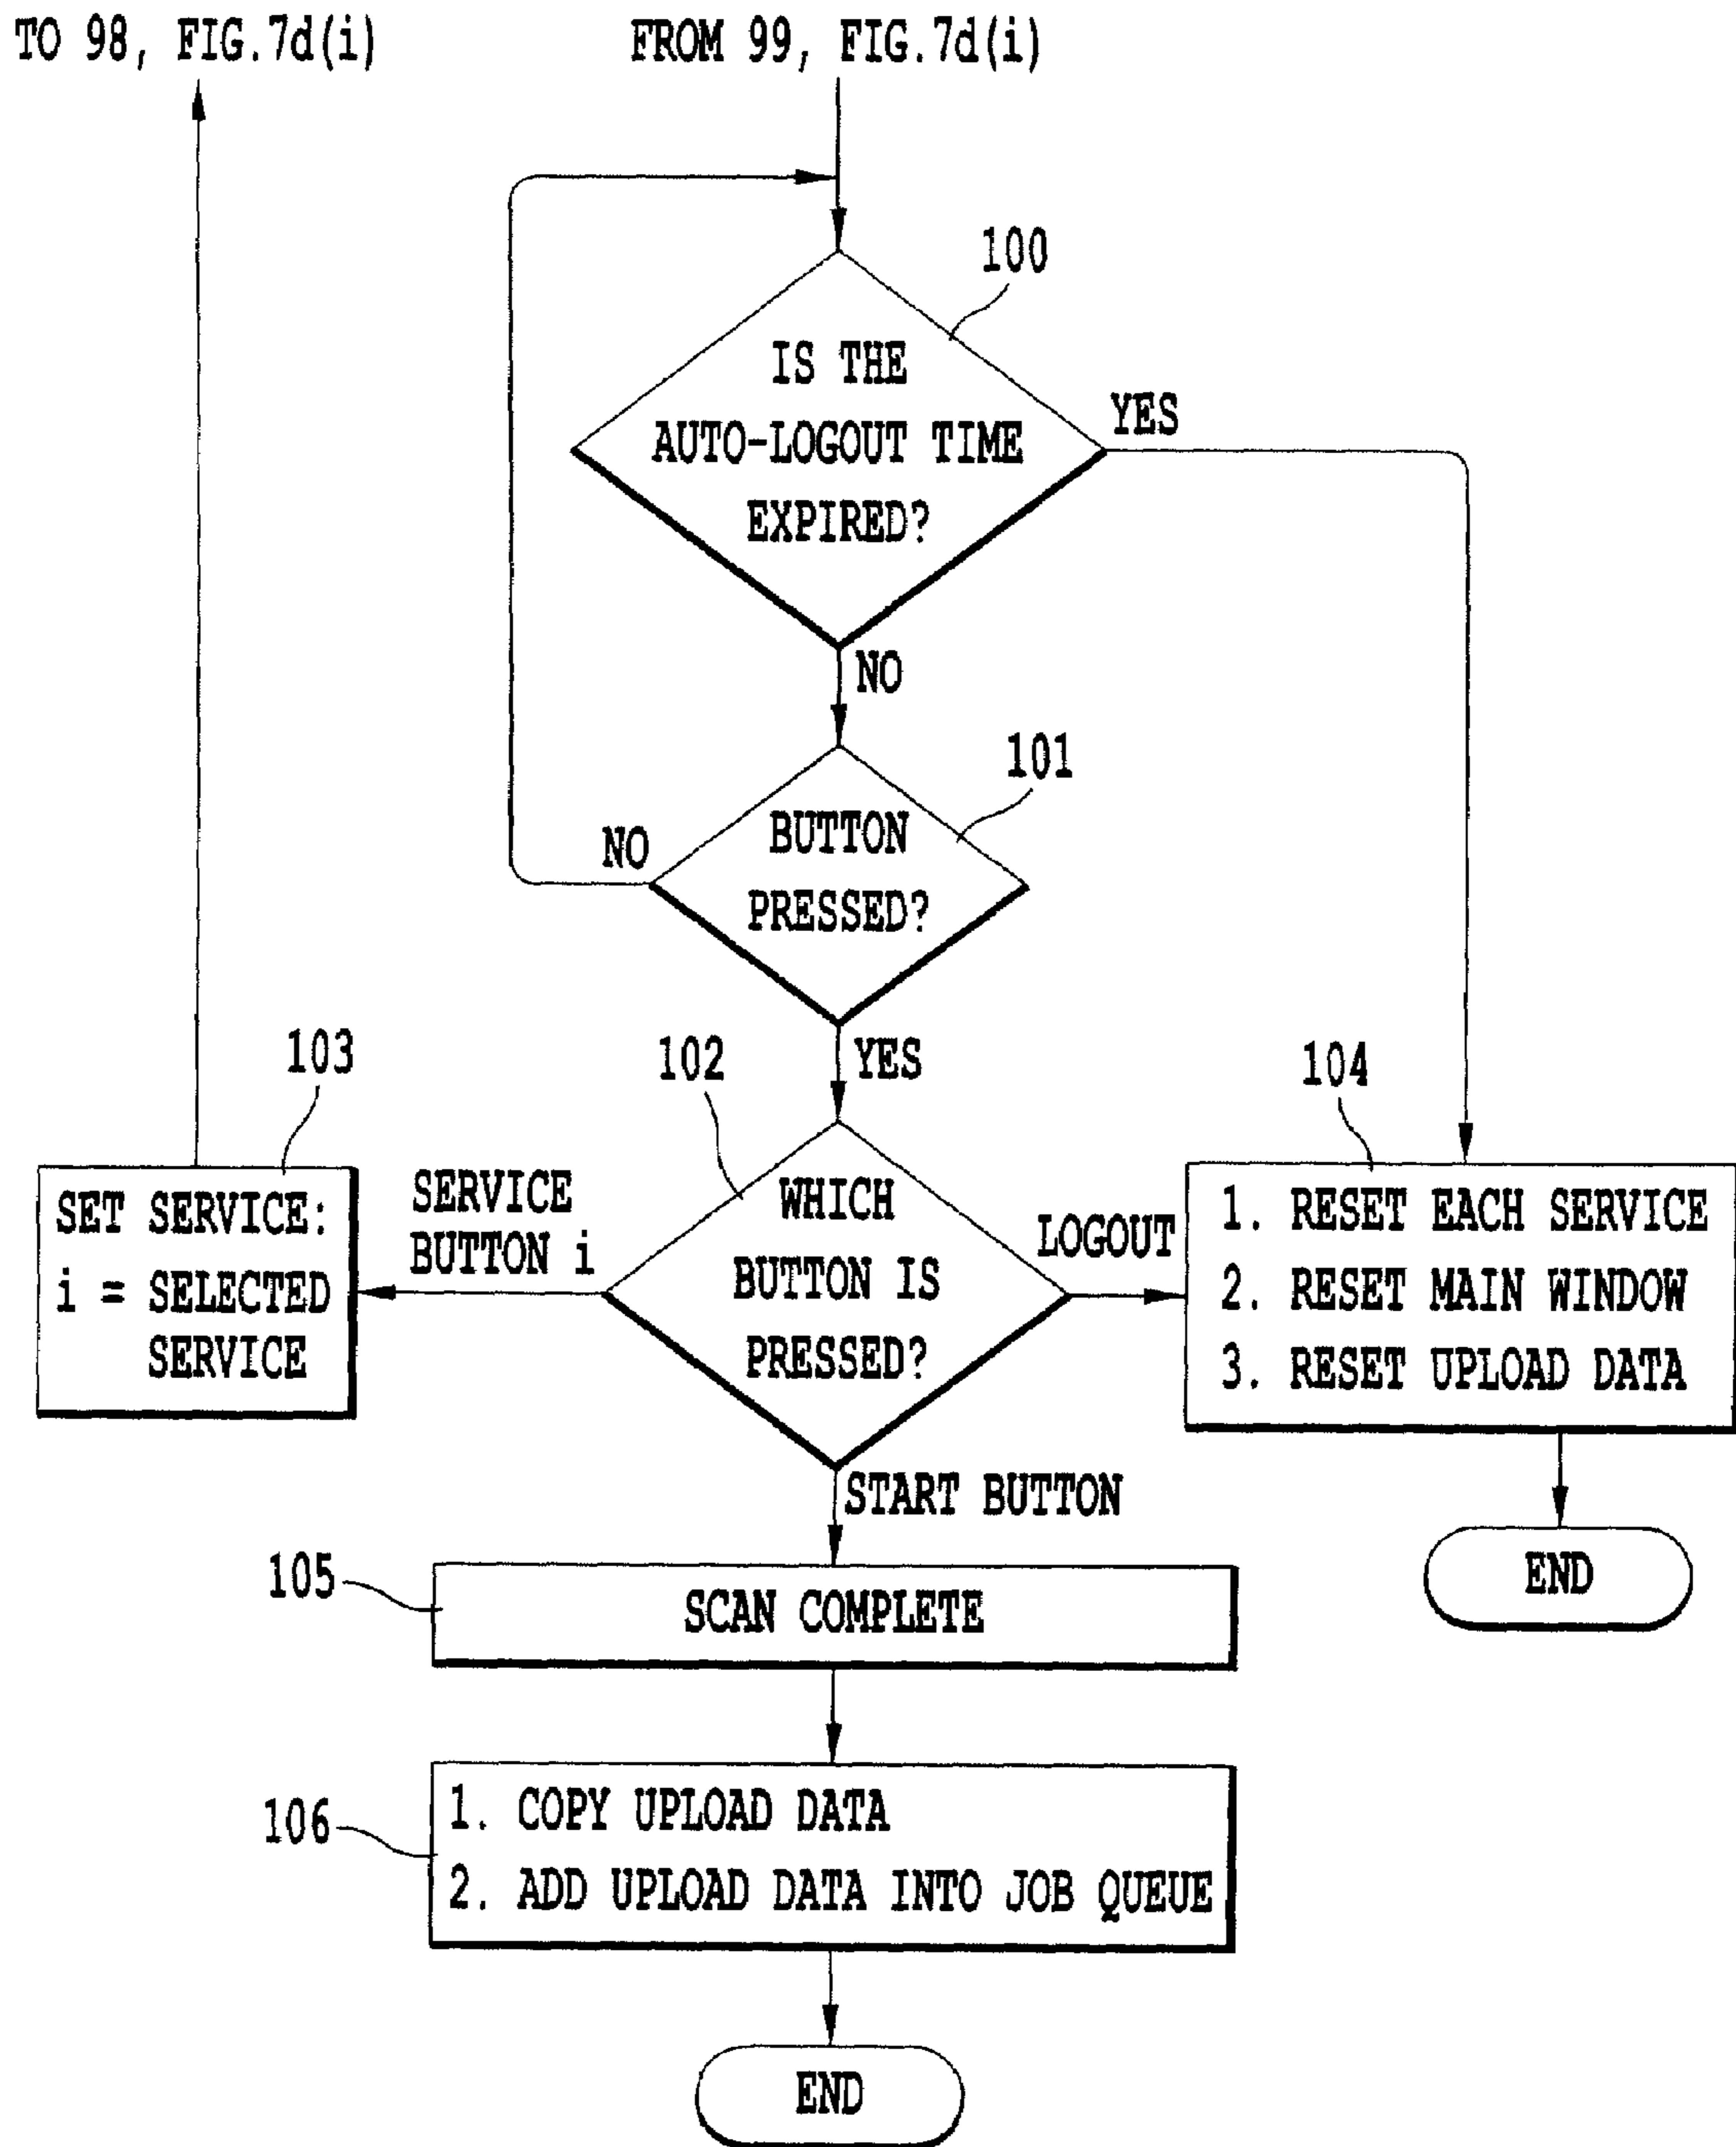 TO 98, FIG.7d(i)
FROM 99, FIG.7d(i)
100
IS THE
AUTO-LOGOUT TIME
EXPIRED?
YES
NO
101
BUTTON
PRESSED?
NO
YES
102
WHICH
BUTTON IS
PRESSED?
SERVICE
BUTTON i
103
SET SERVICE:
i = SELECTED
SERVICE
LOGOUT
104
1. RESET EACH SERVICE
2. RESET MAIN WINDOW
3. RESET UPLOAD DATA
END
START BUTTON
105
SCAN COMPLETE
106
1. COPY UPLOAD DATA
2. ADD UPLOAD DATA INTO JOB QUEUE
END